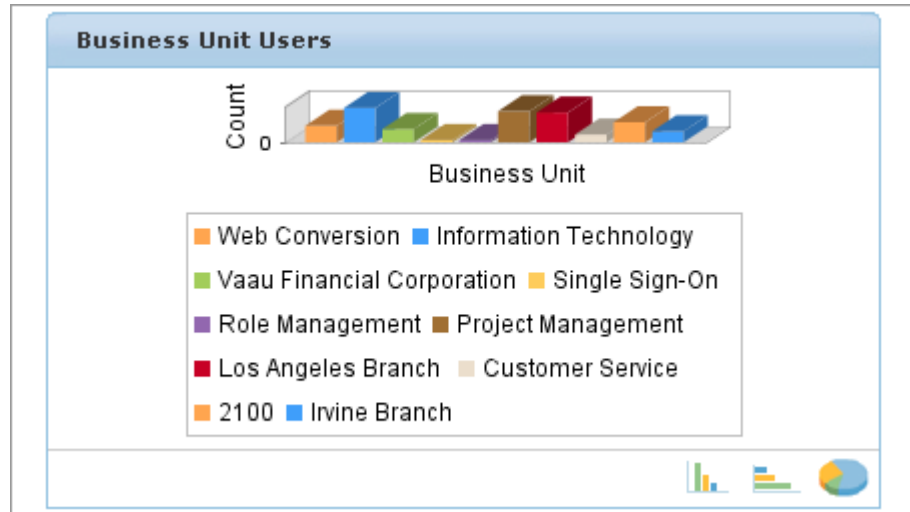 Business Unit Users
Count
0
Business Unit
Web Conversion Information Technology
Vaau Financial Corporation Single Sign-On
Role Management Project Management
Los Angeles Branch Customer Service
2100 Irvine Branch